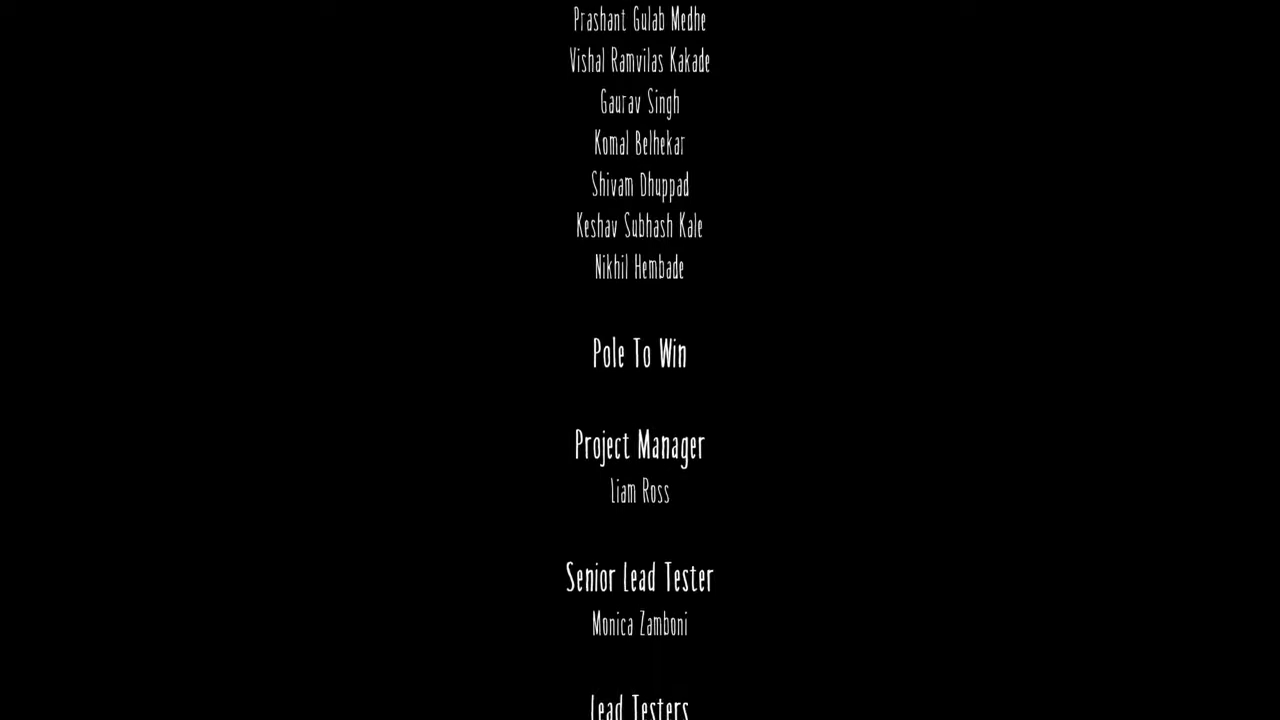 Prashant Gulab Medhe
Vishal Ramvilas Kakade
Gaurav Singh
Komal Belhekar
Shivam Dhuppad
Keshav Subhash Kale
Nikhil Hembade
Pole To Win
Project Manager
Liam Ross
Senior Lead Tester
Monica Zamboni
Lead Testers